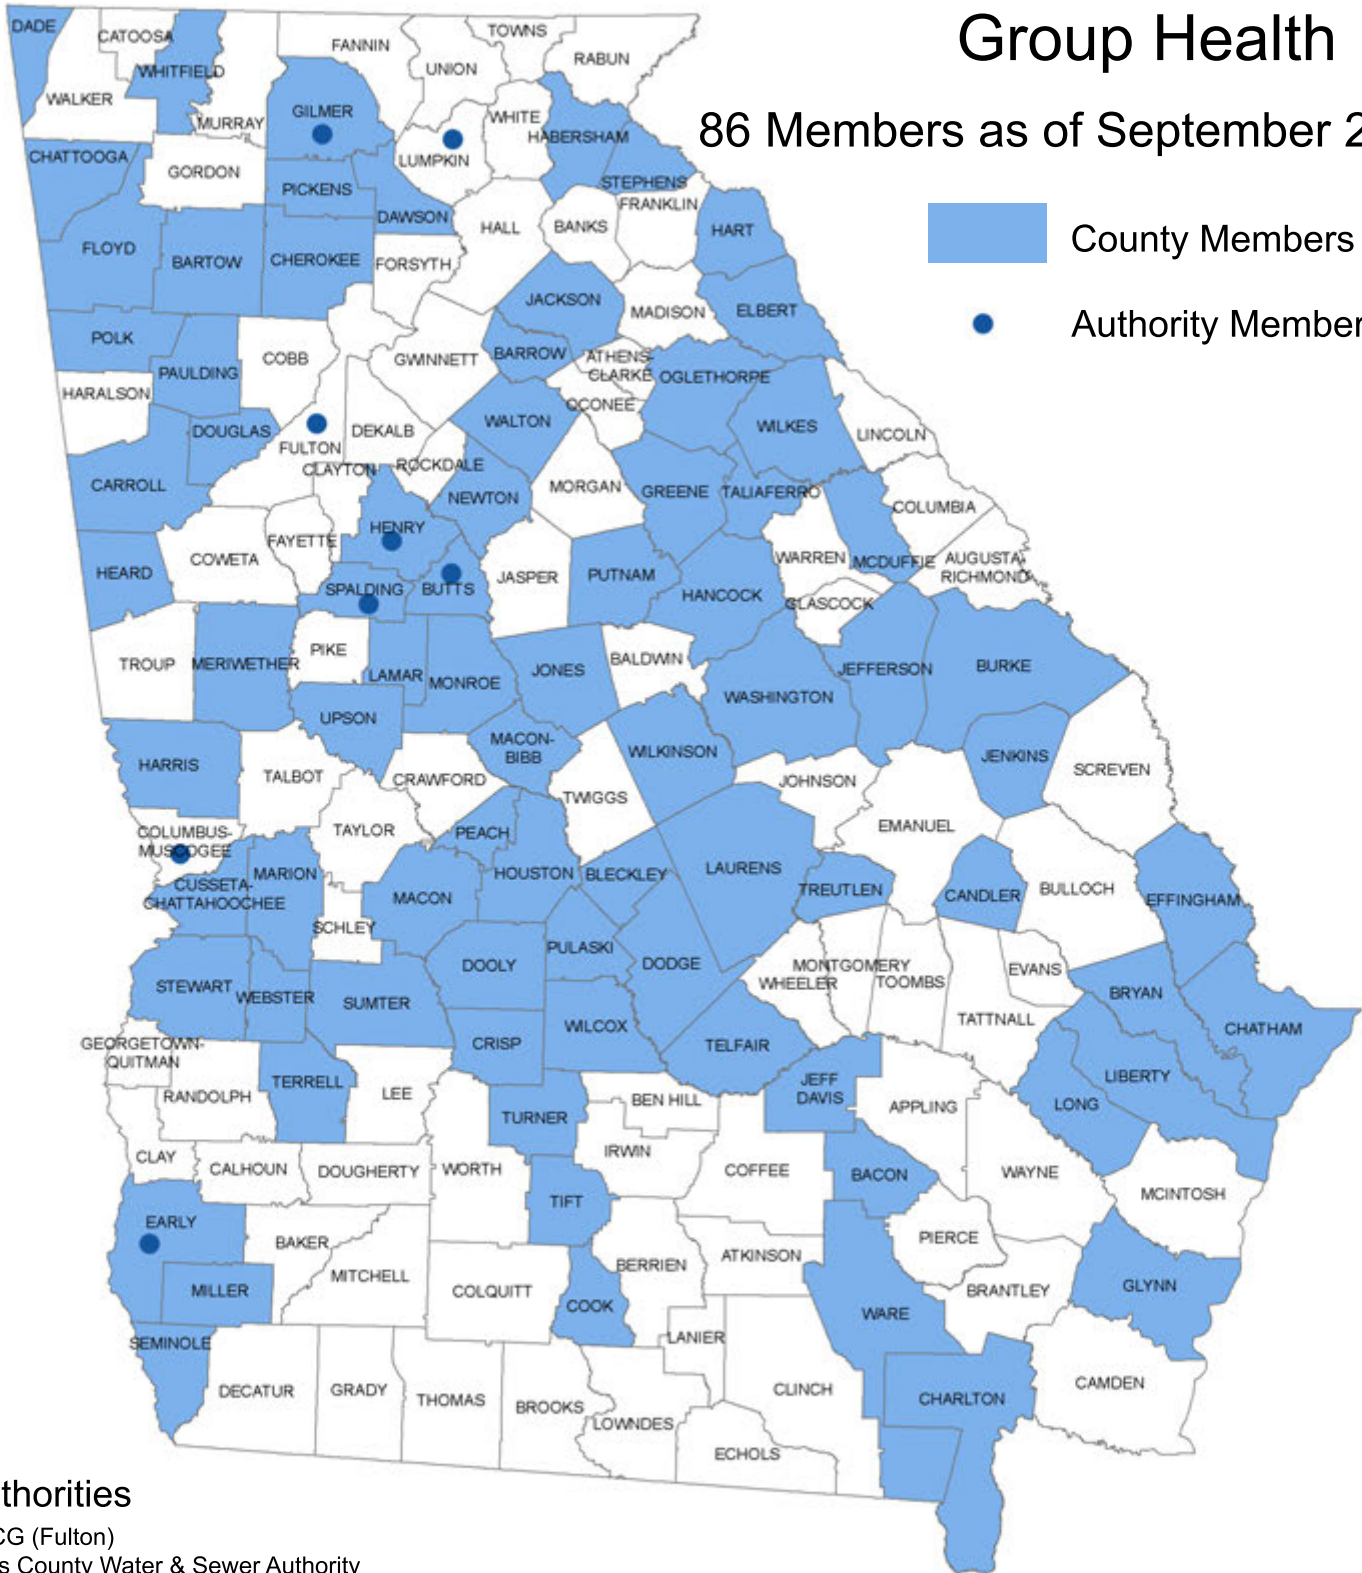 Group Health
86 Members as of September 2
County Members
Authority Member
DADE
CATOOSA
WHITFIELD
WALKER
MURRAY
FANNIN
GILMER
UNION
TOWNS
RABUN
WHITE
HABERSHAM
LUMPKIN
STEPHENS
CHATTOOGA
GORDON
PICKENS
DAWSON
HALL
BANKS
FRANKLIN
HART
FLOYD
BARTOW
CHEROKEE
FORSYTH
JACKSON
MADISON
ELBERT
POLK
PAULDING
COBB
GWINNETT
BARROW
ATHENS-
CLARKE
OGLETHORPE
HARALSON
OCONEE
DOUGLAS
FULTON
DEKALB
WALTON
WILKES
LINCOLN
CARROLL
CLAYTON
ROCKDALE
NEWTON
MORGAN
GREENE
TALIAFERRO
COLUMBIA
HEARD
COWETA
FAYETTE
HENRY
SPALDING
BUTTS
JASPER
PUTNAM
HANCOCK
WARREN
MCDUFFIE
AUGUSTA-
RICHMOND
GLASCOCK
TROUP
MERIWETHER
PIKE
LAMAR
MONROE
JONES
BALDWIN
WASHINGTON
JEFFERSON
BURKE
UPSON
HARRIS
TALBOT
CRAWFORD
MACON-
BIBB
TWIGGS
WILKINSON
JOHNSON
JENKINS
SCREVEN
COLUMBUS-
MUSCOGEE
TAYLOR
PEACH
HOUSTON
BLECKLEY
LAURENS
EMANUEL
TREUTLEN
CANDLER
BULLOCH
EFFINGHAM
CUSSETA-
CHATTAHOOCHEE
MARION
MACON
SCHLEY
STEWART
WEBSTER
SUMTER
DOOLY
PULASKI
DODGE
WHEELER
MONTGOMERY
TOOMBS
EVANS
TATTNALL
BRYAN
CHATHAM
GEORGETOWN-
QUITMAN
CRISP
WILCOX
TELFAIR
RANDOLPH
TERRELL
LEE
TURNER
BEN HILL
JEFF
DAVIS
APPLING
LONG
LIBERTY
CLAY
CALHOUN
DOUGHERTY
WORTH
IRWIN
COFFEE
BACON
WAYNE
MCINTOSH
TIFT
EARLY
BAKER
MITCHELL
MILLER
COLQUITT
COOK
BERRIEN
ATKINSON
PIERCE
BRANTLEY
GLYNN
WARE
LANIER
SEMINOLE
DECATUR
GRADY
THOMAS
BROOKS
LOWNDES
CLINCH
ECHOLS
CHARLTON
CAMDEN
thorities
CG (Fulton)
s County Water & Sewer Authority